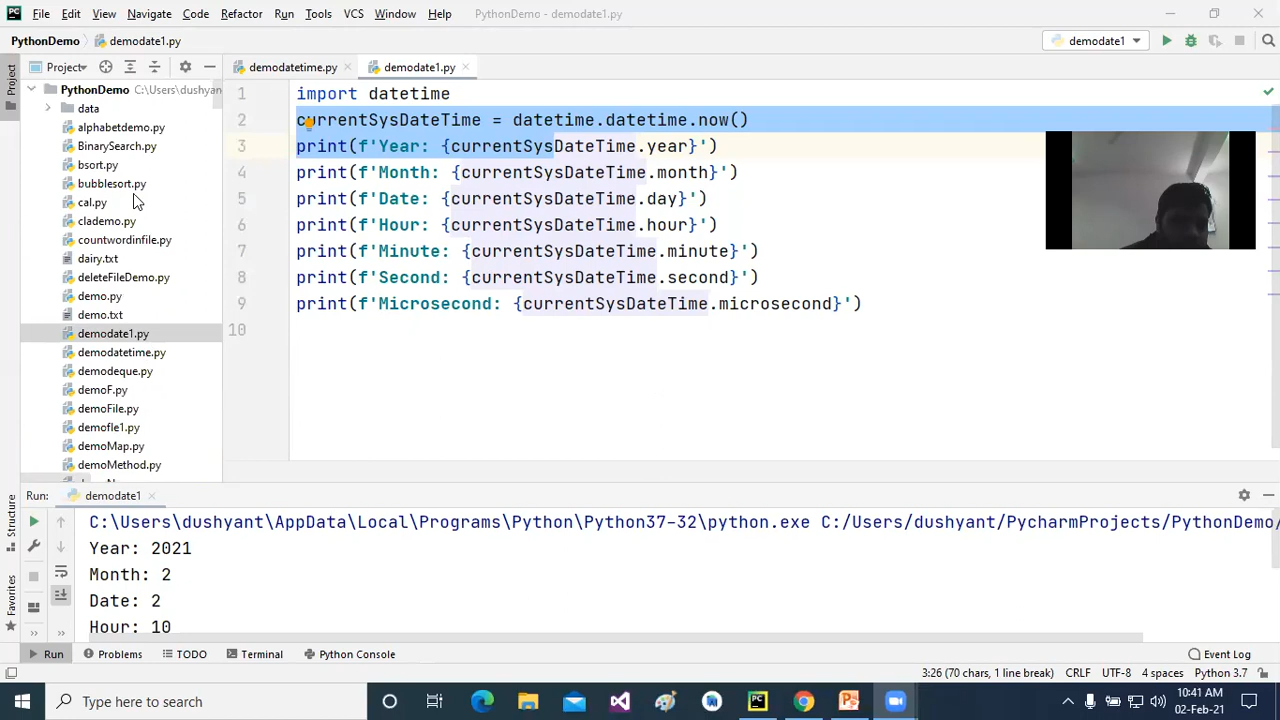 File Edit View Navigate Code Refactor Run Tools VCS Window Help PythonDemo - demodate1.py
PythonDemo demodate1.py demodate1
Project
Project demodatetime.py demodate1.py
PythonDemo C:\Users\dushyan
data
alphabetdemo.py
BinarySearch.py
bsort.py
bubblesort.py
cal.py
clademo.py
countwordinfile.py
dairy.txt
deleteFileDemo.py
demo.py
demo.txt
demodate1.py
demodatetime.py
demodeque.py
demoF.py
demoFile.py
demofle1.py
demoMap.py
demoMethod.py
1 import datetime
2 currentSysDateTime = datetime.datetime.now()
3 print(f'Year: {currentSysDateTime.year}')
4 print(f'Month: {currentSysDateTime.month}')
5 print(f'Date: {currentSysDateTime.day}')
6 print(f'Hour: {currentSysDateTime.hour}')
7 print(f'Minute: {currentSysDateTime.minute}')
8 print(f'Second: {currentSysDateTime.second}')
9 print(f'Microsecond: {currentSysDateTime.microsecond}')
10
Structure
Favorites
Run: demodate1
C:\Users\dushyant\AppData\Local\Programs\Python\Python37-32\python.exe C:/Users/dushyant/PycharmProjects/PythonDemo/
Year: 2021
Month: 2
Date: 2
Hour: 10
Run Problems TODO Terminal Python Console Event Log
3:26 (70 chars, 1 line break) CRLF UTF-8 4 spaces Python 3.7
Type here to search
10:41 AM
02-Feb-21